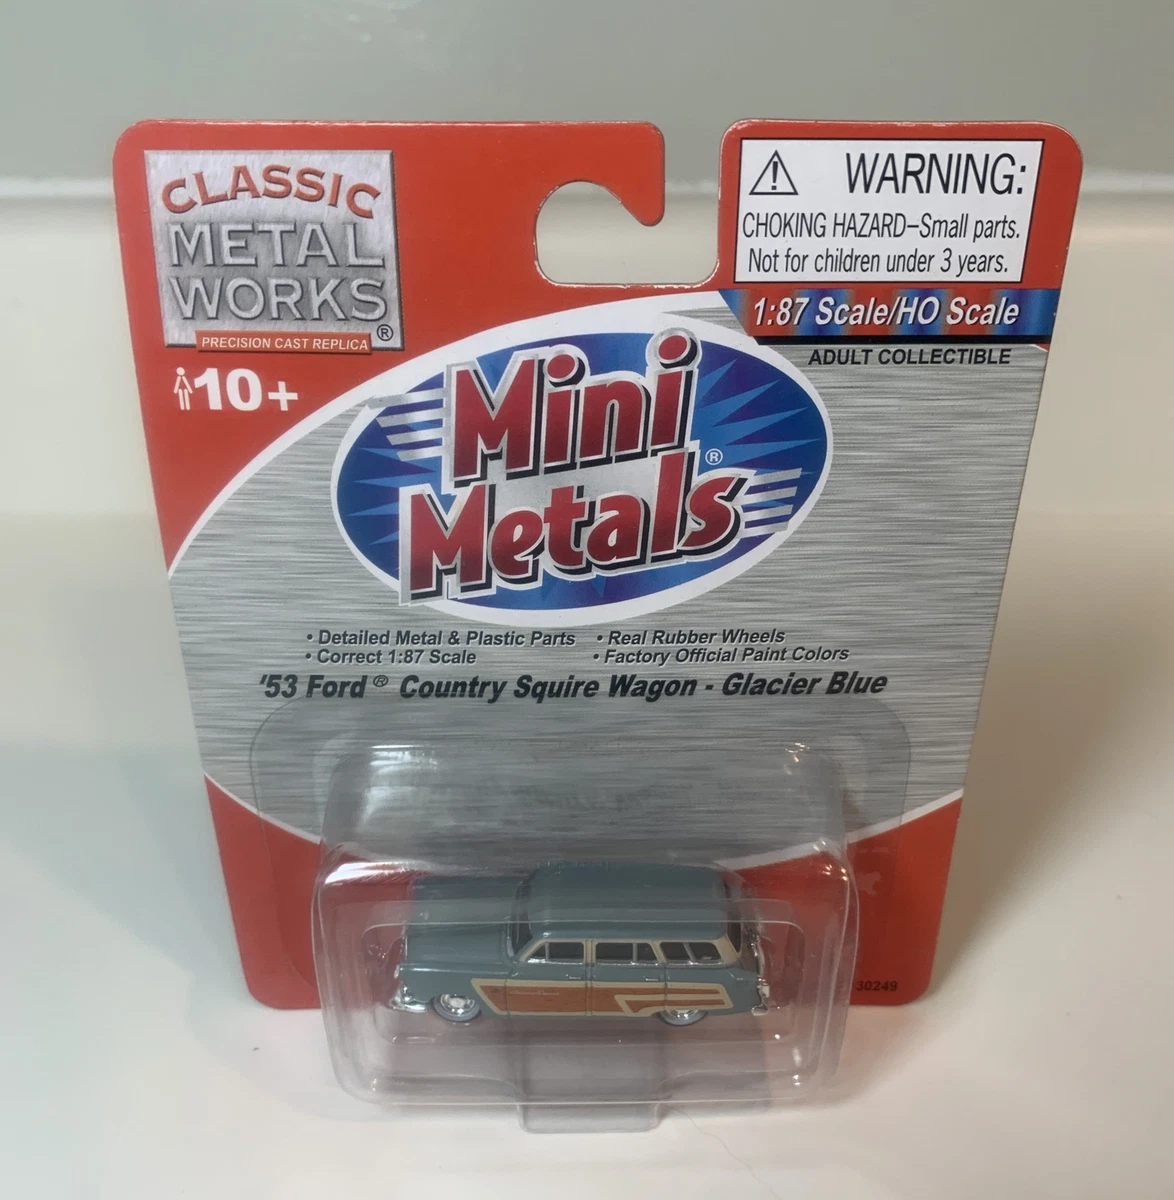 CLASSIC
METAL
WORKS®
PRECISION CAST REPLICA
10+
WARNING:
CHOKING HAZARD–Small parts.
Not for children under 3 years.
1:87 Scale/HO Scale
ADULT COLLECTIBLE
Mini
Metals®
• Detailed Metal & Plastic Parts • Real Rubber Wheels
• Correct 1:87 Scale • Factory Official Paint Colors
'53 Ford® Country Squire Wagon - Glacier Blue
30249